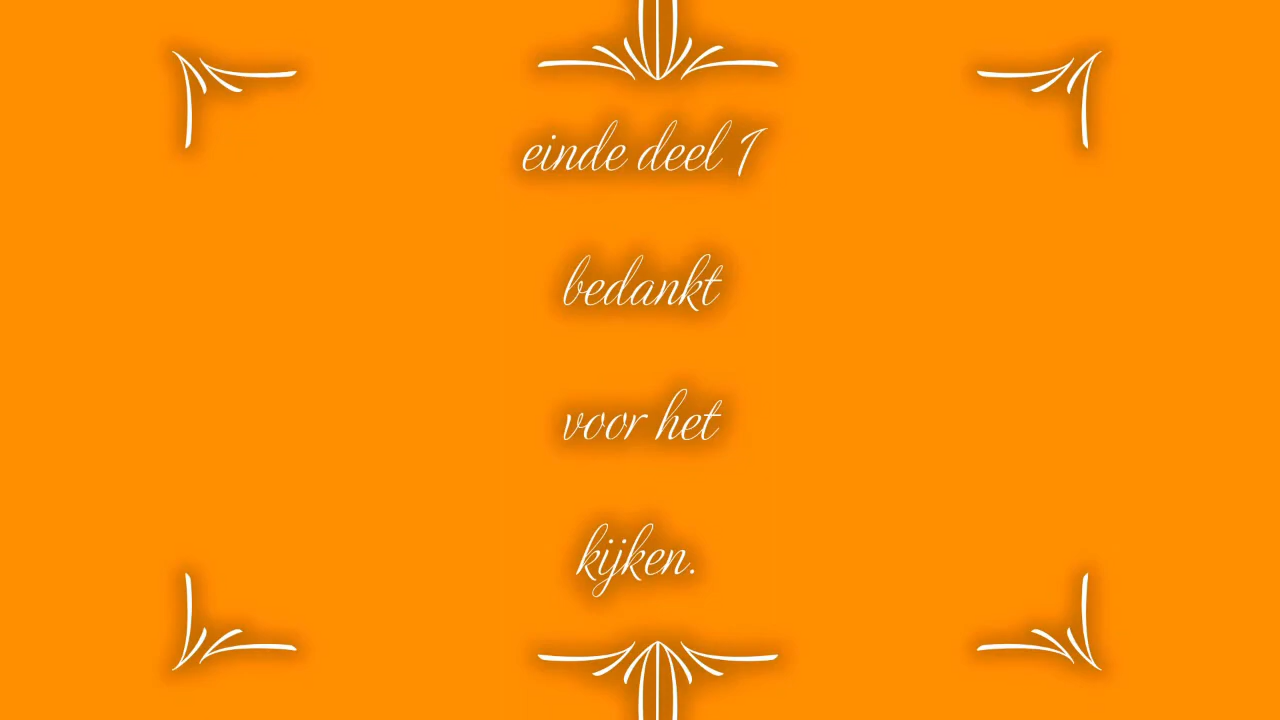 einde deel 1
bedankt
voor het
kijken.